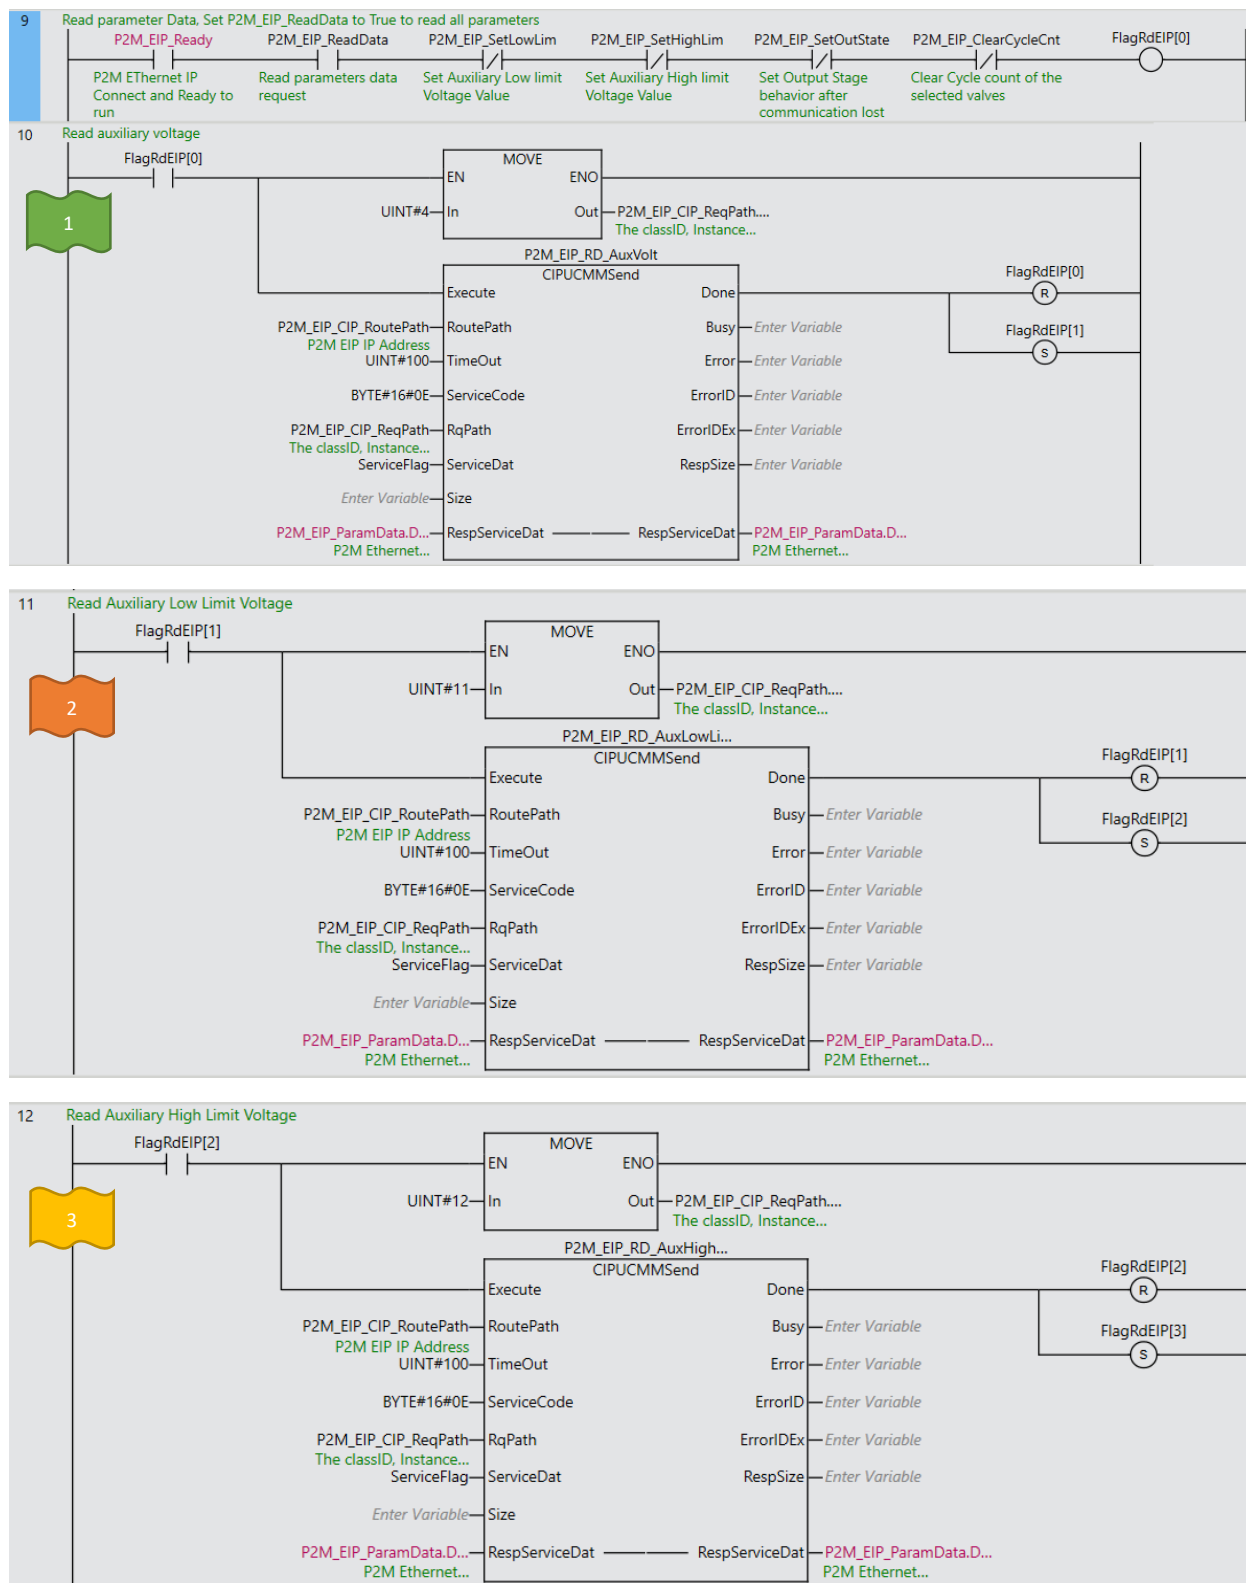 9 Read parameter Data, Set P2M_EIP_ReadData to True to read all parameters
P2M_EIP_Ready P2M_EIP_ReadData P2M_EIP_SetLowLim P2M_EIP_SetHighLim P2M_EIP_SetOutState P2M_EIP_ClearCycleCnt FlagRdEIP[0]
P2M EThernet IP Read parameters data Set Auxiliary Low limit Set Auxiliary High limit Set Output Stage Clear Cycle count of the
Connect and Ready to request Voltage Value Voltage Value behavior after selected valves
run communication lost
10 Read auxiliary voltage
FlagRdEIP[0] MOVE
EN ENO
1 UINT#4 In Out P2M_EIP_CIP_ReqPath....
The classID, Instance...
P2M_EIP_RD_AuxVolt
CIPUCMMSend FlagRdEIP[0]
Execute Done R
P2M_EIP_CIP_RoutePath RoutePath Busy Enter Variable FlagRdEIP[1]
P2M EIP IP Address S
UINT#100 TimeOut Error Enter Variable
BYTE#16#0E ServiceCode ErrorID Enter Variable
P2M_EIP_CIP_ReqPath RqPath ErrorIDEx Enter Variable
The classID, Instance...
ServiceFlag ServiceDat RespSize Enter Variable
Enter Variable Size
P2M_EIP_ParamData.D... RespServiceDat RespServiceDat P2M_EIP_ParamData.D...
P2M Ethernet... P2M Ethernet...
11 Read Auxiliary Low Limit Voltage
FlagRdEIP[1] MOVE
EN ENO
2 UINT#11 In Out P2M_EIP_CIP_ReqPath....
The classID, Instance...
P2M_EIP_RD_AuxLowLi...
CIPUCMMSend FlagRdEIP[1]
Execute Done R
P2M_EIP_CIP_RoutePath RoutePath Busy Enter Variable FlagRdEIP[2]
P2M EIP IP Address S
UINT#100 TimeOut Error Enter Variable
BYTE#16#0E ServiceCode ErrorID Enter Variable
P2M_EIP_CIP_ReqPath RqPath ErrorIDEx Enter Variable
The classID, Instance...
ServiceFlag ServiceDat RespSize Enter Variable
Enter Variable Size
P2M_EIP_ParamData.D... RespServiceDat RespServiceDat P2M_EIP_ParamData.D...
P2M Ethernet... P2M Ethernet...
12 Read Auxiliary High Limit Voltage
FlagRdEIP[2] MOVE
EN ENO
3 UINT#12 In Out P2M_EIP_CIP_ReqPath....
The classID, Instance...
P2M_EIP_RD_AuxHigh...
CIPUCMMSend FlagRdEIP[2]
Execute Done R
P2M_EIP_CIP_RoutePath RoutePath Busy Enter Variable FlagRdEIP[3]
P2M EIP IP Address S
UINT#100 TimeOut Error Enter Variable
BYTE#16#0E ServiceCode ErrorID Enter Variable
P2M_EIP_CIP_ReqPath RqPath ErrorIDEx Enter Variable
The classID, Instance...
ServiceFlag ServiceDat RespSize Enter Variable
Enter Variable Size
P2M_EIP_ParamData.D... RespServiceDat RespServiceDat P2M_EIP_ParamData.D...
P2M Ethernet... P2M Ethernet...